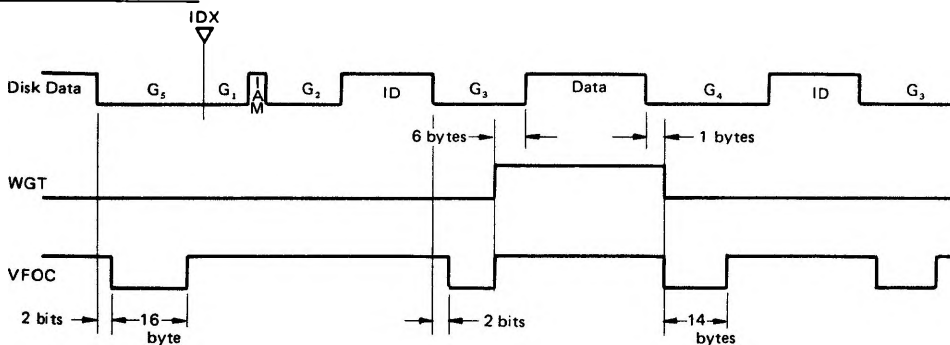 IDX
Disk Data G₅ G₁ IAM G₂ ID G₃ Data G₄ ID G₃
6 bytes 1 bytes
WGT
VFOC
2 bits 16 byte 2 bits 14 bytes